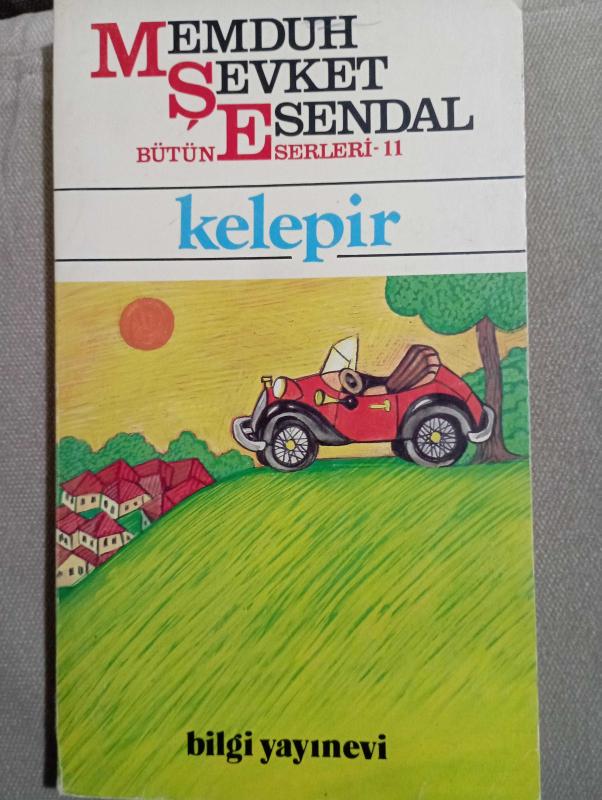 MEMDUH
ŞEVKET
ESENDAL
BÜTÜN ESERLERİ-11
kelepir
bilgi yayınevi